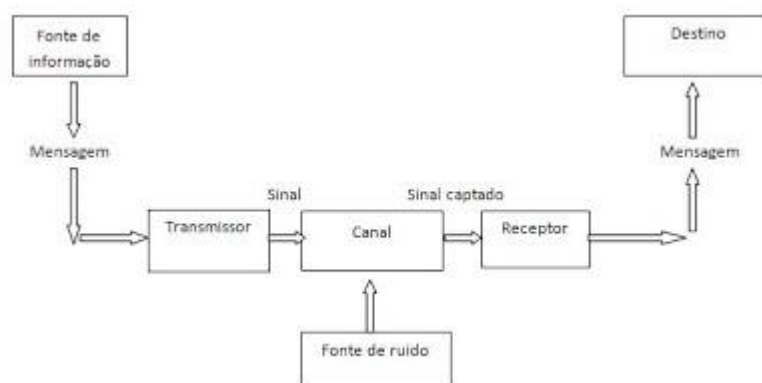 Fonte de
informação
Destino
Mensagem
Mensagem
Sinal
Sinal captado
Transmissor
Canal
Receptor
Fonte de ruido